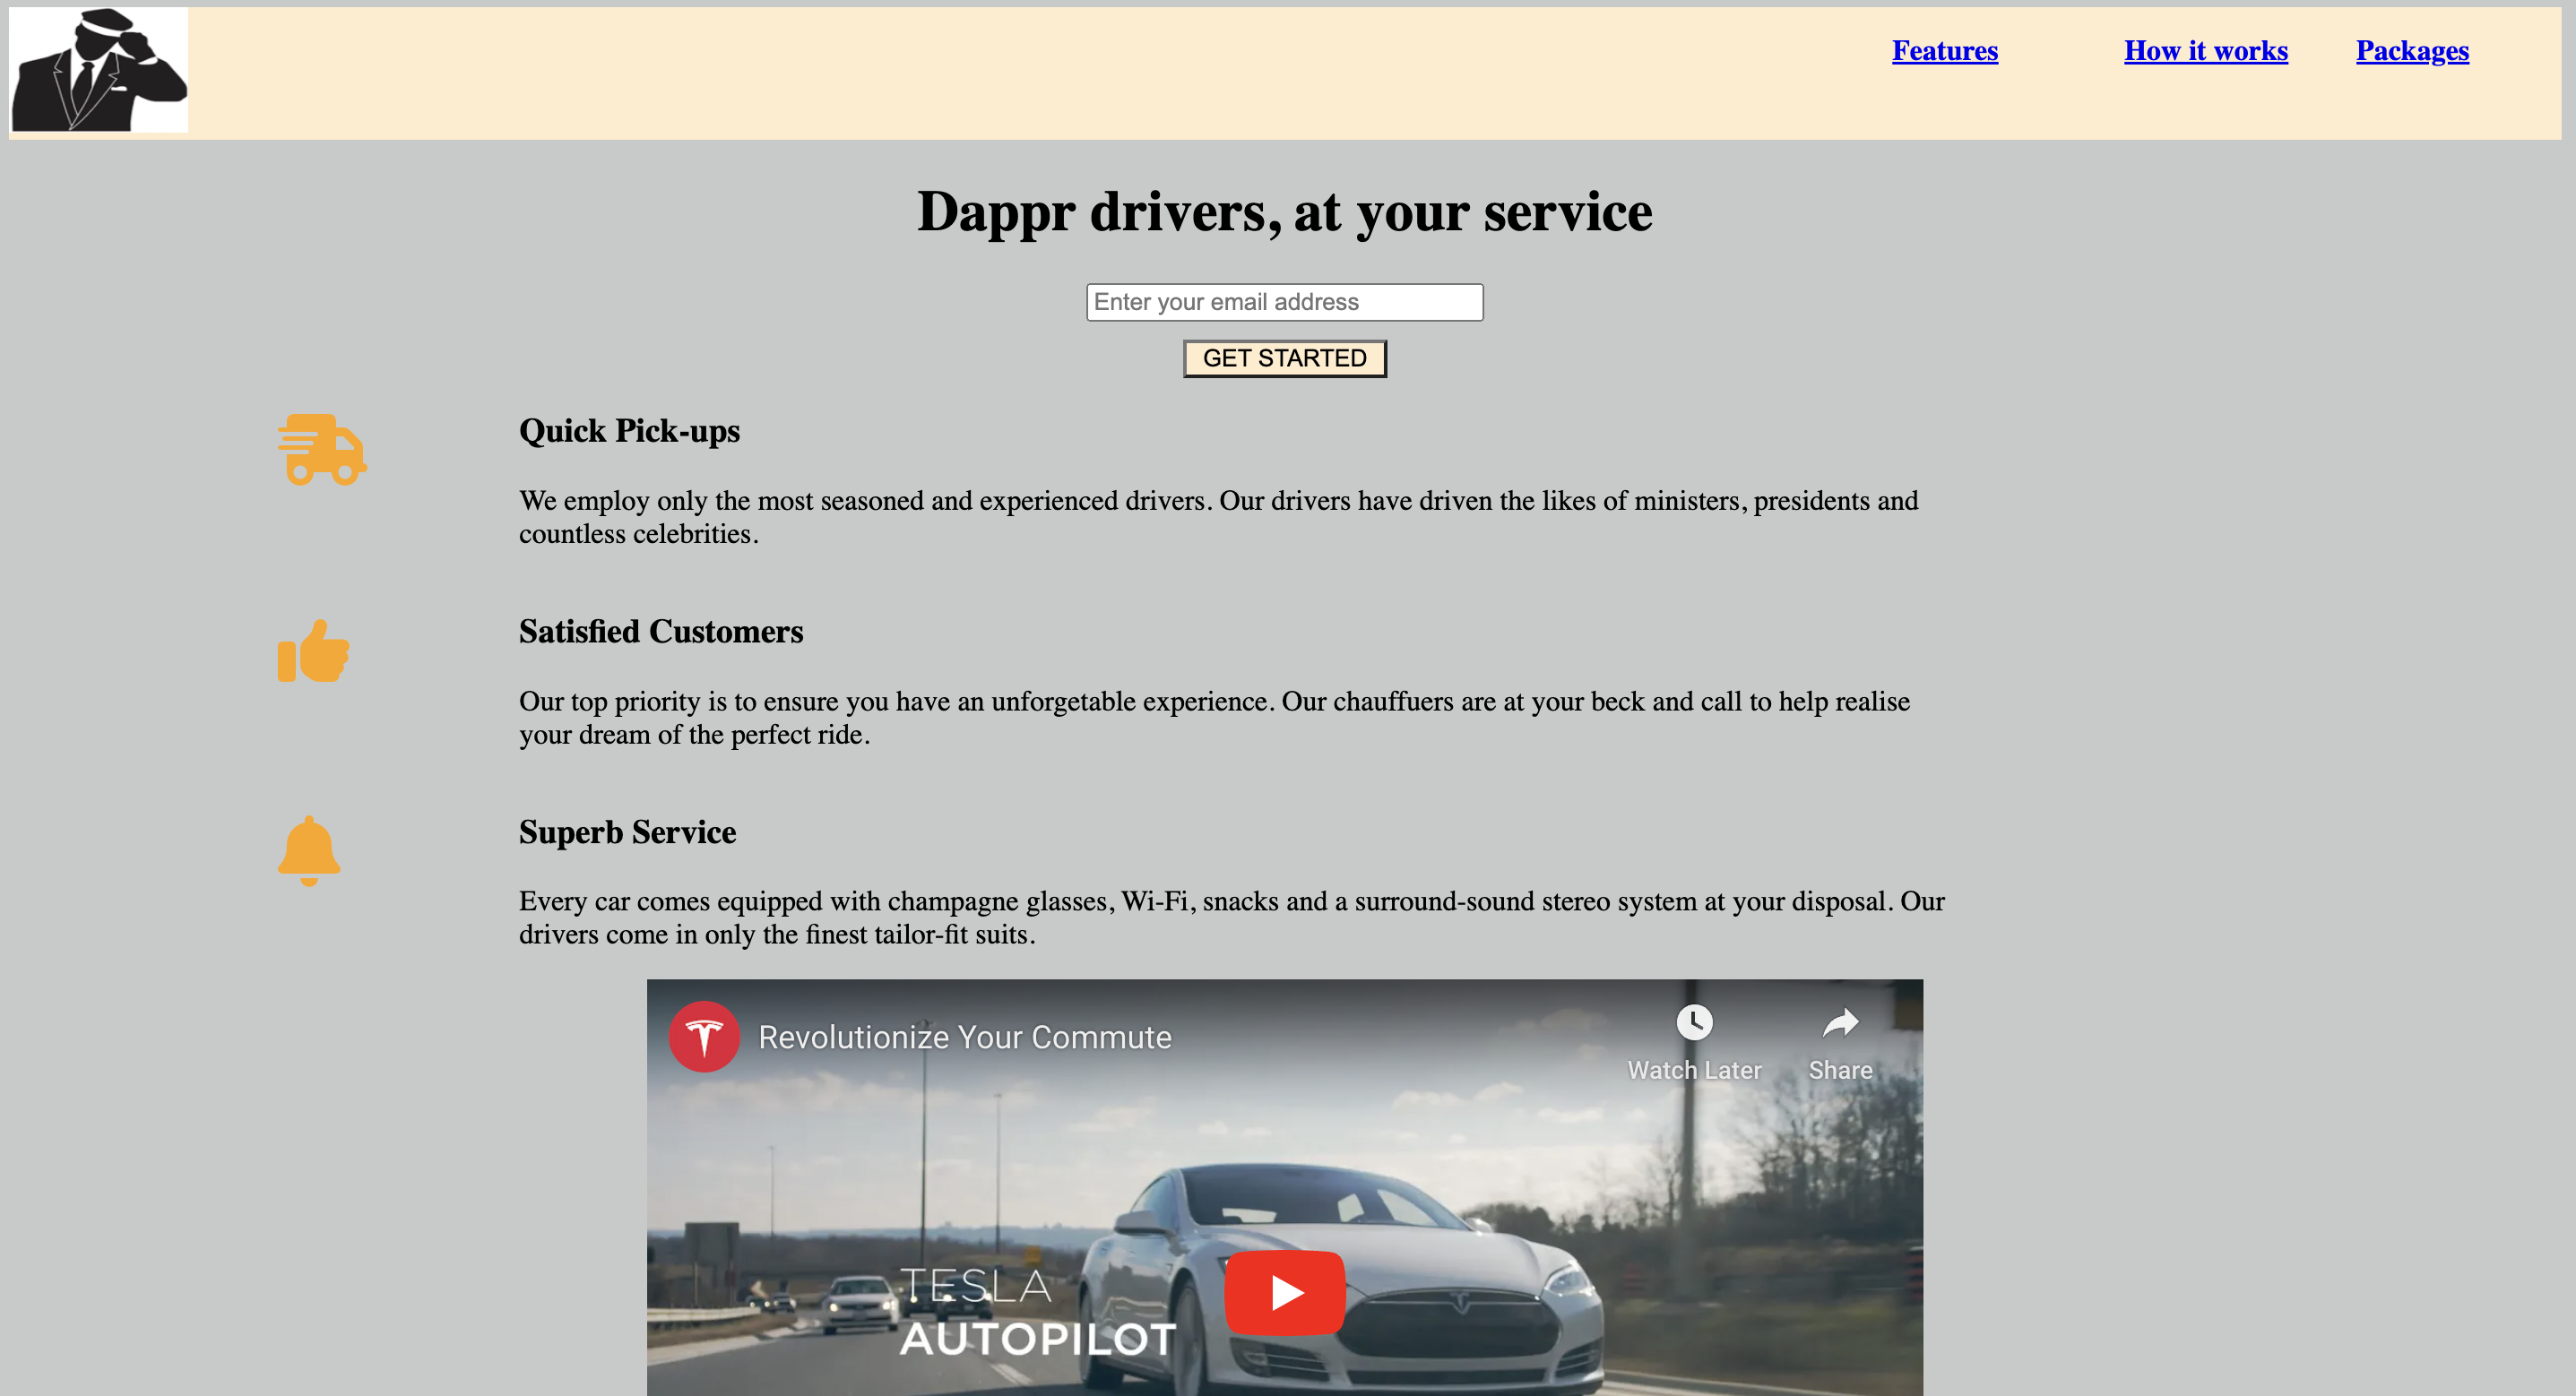 Features How it works Packages
Dappr drivers, at your service
Enter your email address
GET STARTED
Quick Pick-ups
We employ only the most seasoned and experienced drivers. Our drivers have driven the likes of ministers, presidents and
countless celebrities.
Satisfied Customers
Our top priority is to ensure you have an unforgetable experience. Our chauffuers are at your beck and call to help realise
your dream of the perfect ride.
Superb Service
Every car comes equipped with champagne glasses, Wi-Fi, snacks and a surround-sound stereo system at your disposal. Our
drivers come in only the finest tailor-fit suits.
Revolutionize Your Commute
Watch Later Share
TESLA
AUTOPILOT